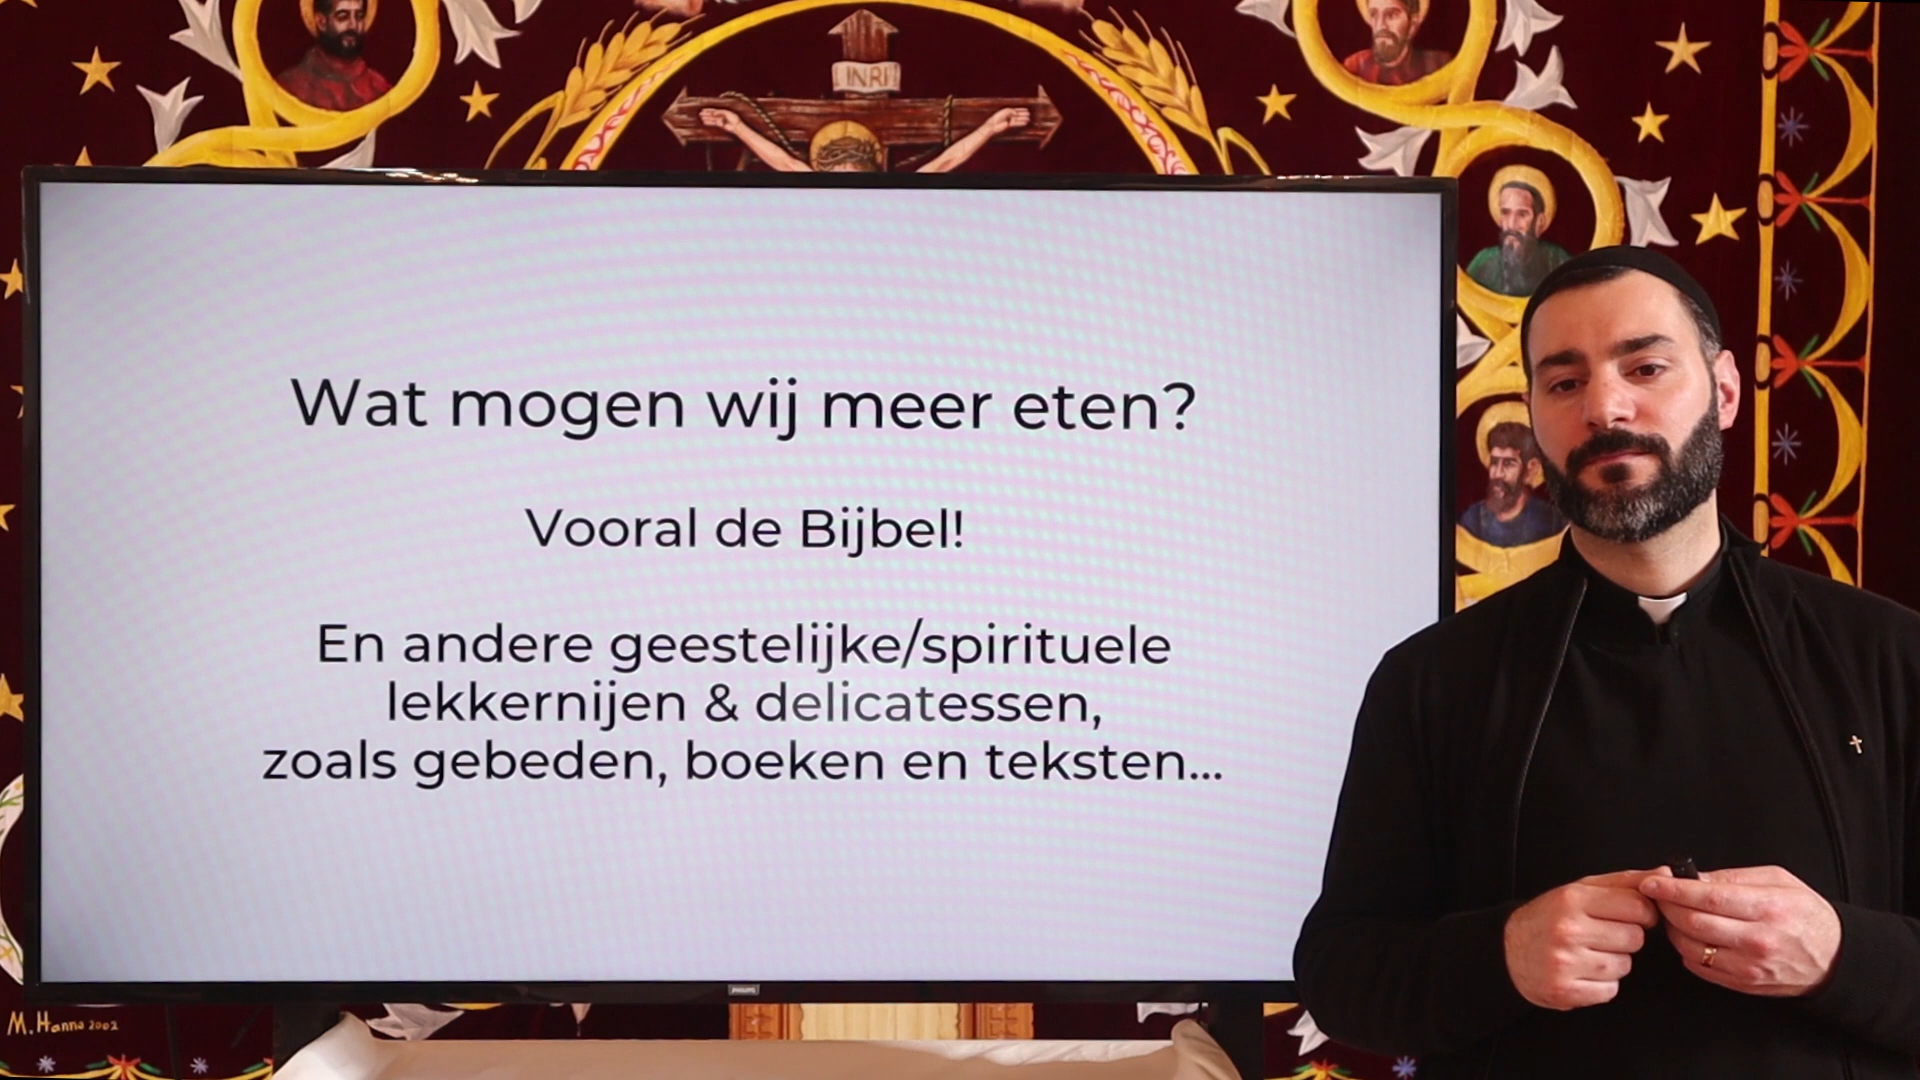 INRI
Wat mogen wij meer eten?
Vooral de Bijbel!
En andere geestelijke/spirituele
lekkernijen & delicatessen,
zoals gebeden, boeken en teksten...
PHILIPS
M. Hanna 2002